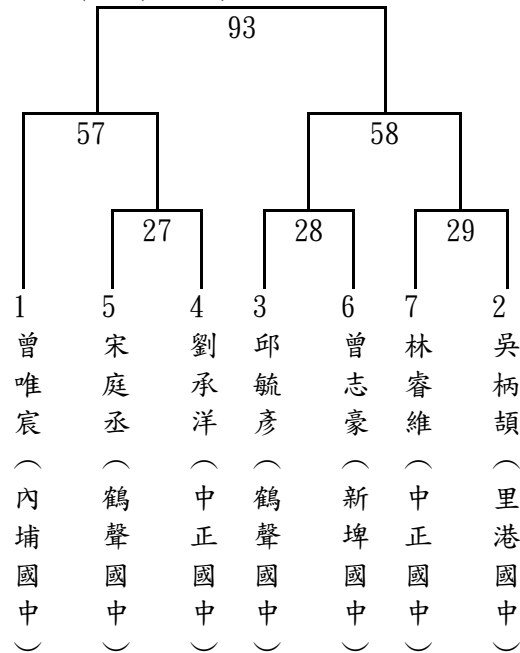 93
57
58
27
28
29
1
曾唯宸（內埔國中）
5
宋庭丞（鶴聲國中）
4
劉承洋（中正國中）
3
邱毓彥（鶴聲國中）
6
曾志豪（新埤國中）
7
林睿維（中正國中）
2
吳柄頡（里港國中）